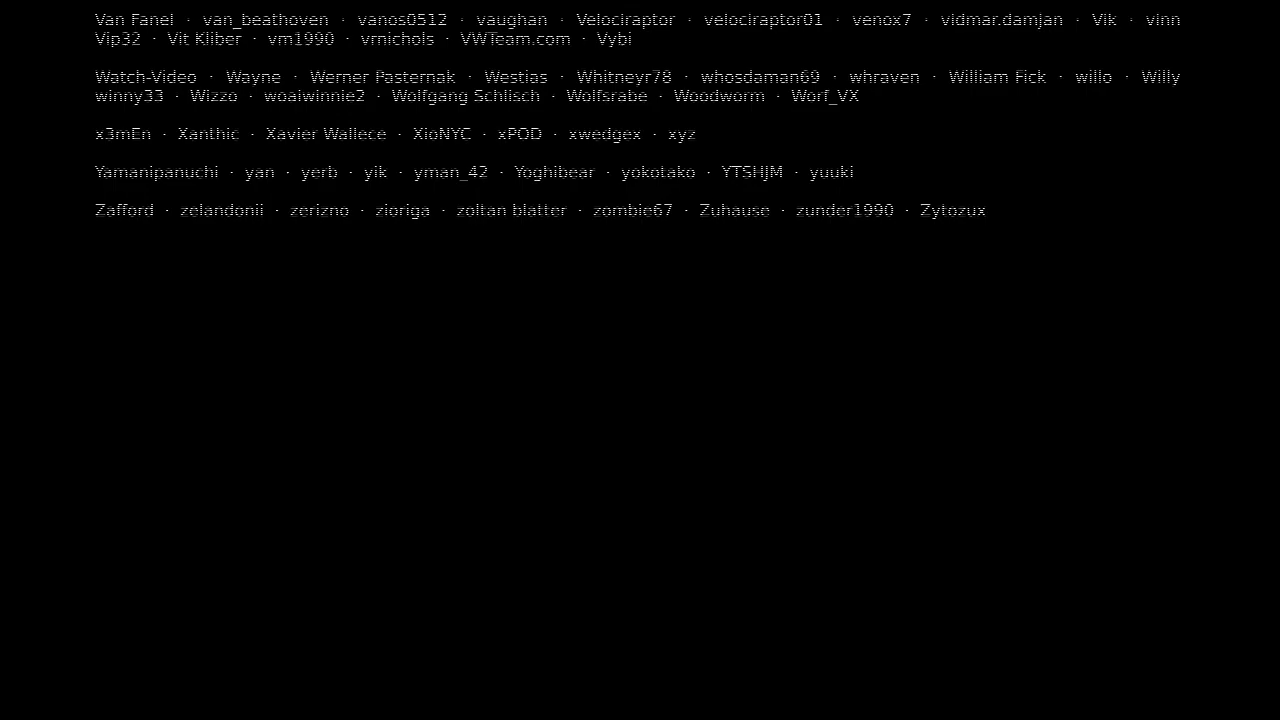 Van Fanel · van_beathoven · vanos0512 · vaughan · Velociraptor · velociraptor01 · venox7 · vidmar.damjan · Vik · vinn
Vip32 · Vit Kliber · vm1990 · vrnichols · VWTeam.com · Vybi
Watch-Video · Wayne · Werner Pasternak · Westlas · Whitneyr78 · whosdaman69 · whraven · William Fick · willo · Willy
winny33 · Wizzo · woaiwinnie2 · Wolfgang Schlisch · Wolfsrabe · Woodworm · Worf_VX
x3mEn · Xanthic · Xavier Wallece · XioNYC · xPOD · xwedgex · xyz
Yamanipanuchi · yan · yerb · yik · yman_42 · Yoghibear · yokotako · YTSHJM · yuuki
Zafford · zelandonii · zerizno · zioriga · zoltan blatter · zombie67 · Zuhause · zunder1990 · Zytozux